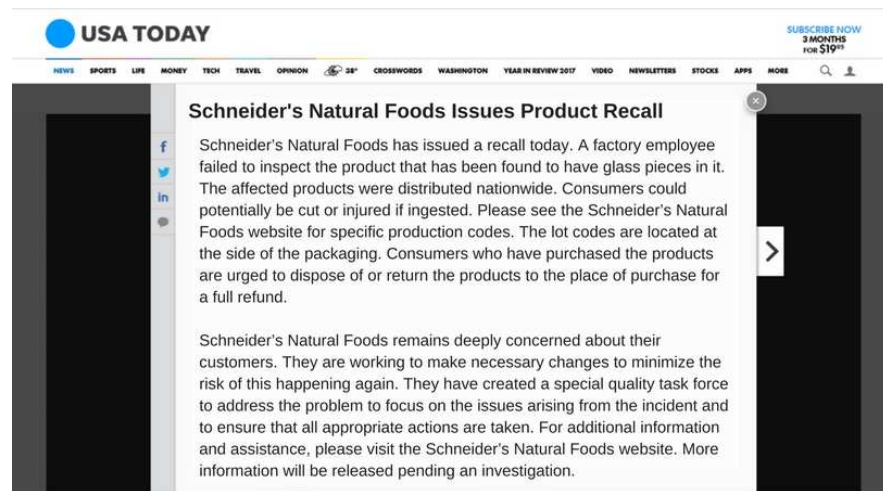 USA TODAY
SUBSCRIBE NOW
3 MONTHS
FOR $19⁹⁵
NEWS SPORTS LIFE MONEY TECH TRAVEL OPINION 38° CROSSWORDS WASHINGTON YEAR IN REVIEW 2017 VIDEO NEWSLETTERS STOCKS APPS MORE
Schneider's Natural Foods Issues Product Recall
Schneider's Natural Foods has issued a recall today. A factory employee
failed to inspect the product that has been found to have glass pieces in it.
The affected products were distributed nationwide. Consumers could
potentially be cut or injured if ingested. Please see the Schneider's Natural
Foods website for specific production codes. The lot codes are located at
the side of the packaging. Consumers who have purchased the products
are urged to dispose of or return the products to the place of purchase for
a full refund.
Schneider's Natural Foods remains deeply concerned about their
customers. They are working to make necessary changes to minimize the
risk of this happening again. They have created a special quality task force
to address the problem to focus on the issues arising from the incident and
to ensure that all appropriate actions are taken. For additional information
and assistance, please visit the Schneider's Natural Foods website. More
information will be released pending an investigation.